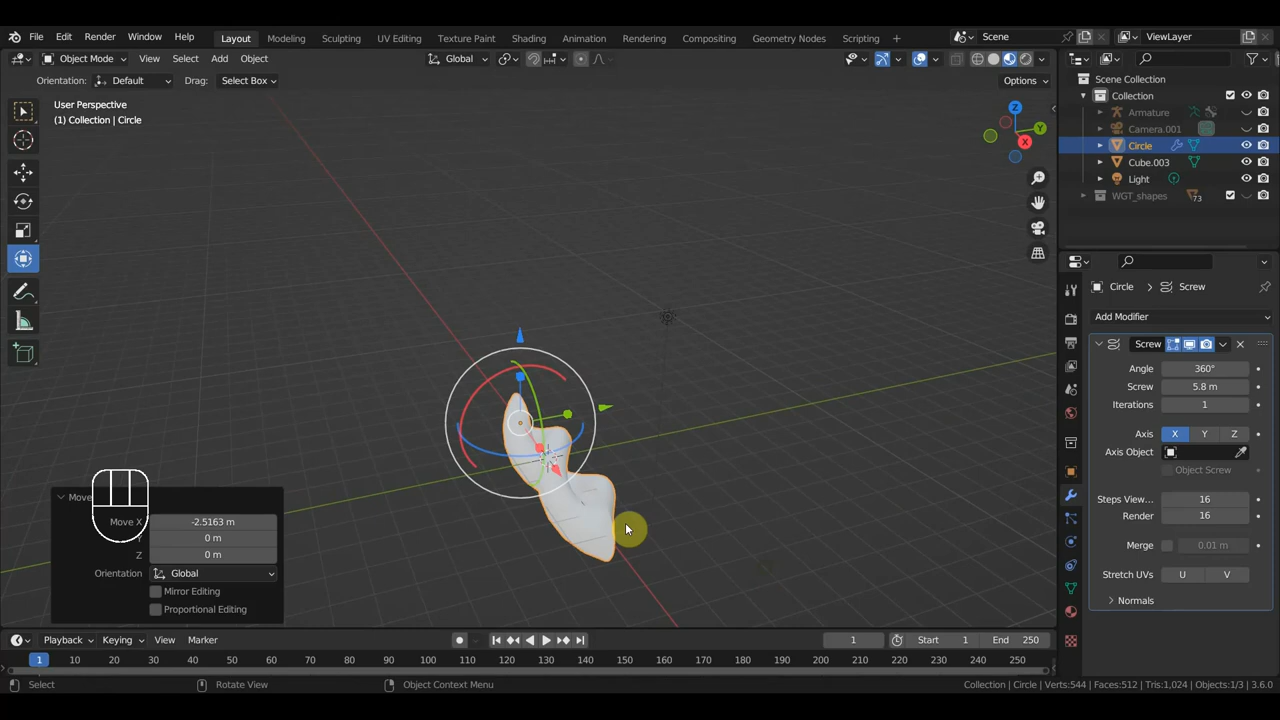 File Edit Render Window Help Layout Modeling Sculpting UV Editing Texture Paint Shading Animation Rendering Compositing Geometry Nodes Scripting + Scene ViewLayer
Object Mode View Select Add Object Global
Orientation: Default Drag: Select Box Options
User Perspective
(1) Collection | Circle
Z
Y
X
Scene Collection
Collection
Armature
Camera.001
Circle
Cube.003
Light
WGT_shapes 73
Circle > Screw
Add Modifier
Screw
Angle 360°
Screw 5.8 m
Iterations 1
Axis X Y Z
Axis Object
Object Screw
Steps View... 16
Render 16
Merge 0.01 m
Stretch UVs U V
Normals
Move
Move X -2.5163 m
Y 0 m
Z 0 m
Orientation Global
Mirror Editing
Proportional Editing
Playback Keying View Marker 1 Start 1 End 250
1 10 20 30 40 50 60 70 80 90 100 110 120 130 140 150 160 170 180 190 200 210 220 230 240 250
Select Rotate View Object Context Menu Collection | Circle | Verts:544 | Faces:512 | Tris:1,024 | Objects:1/3 | 3.6.0